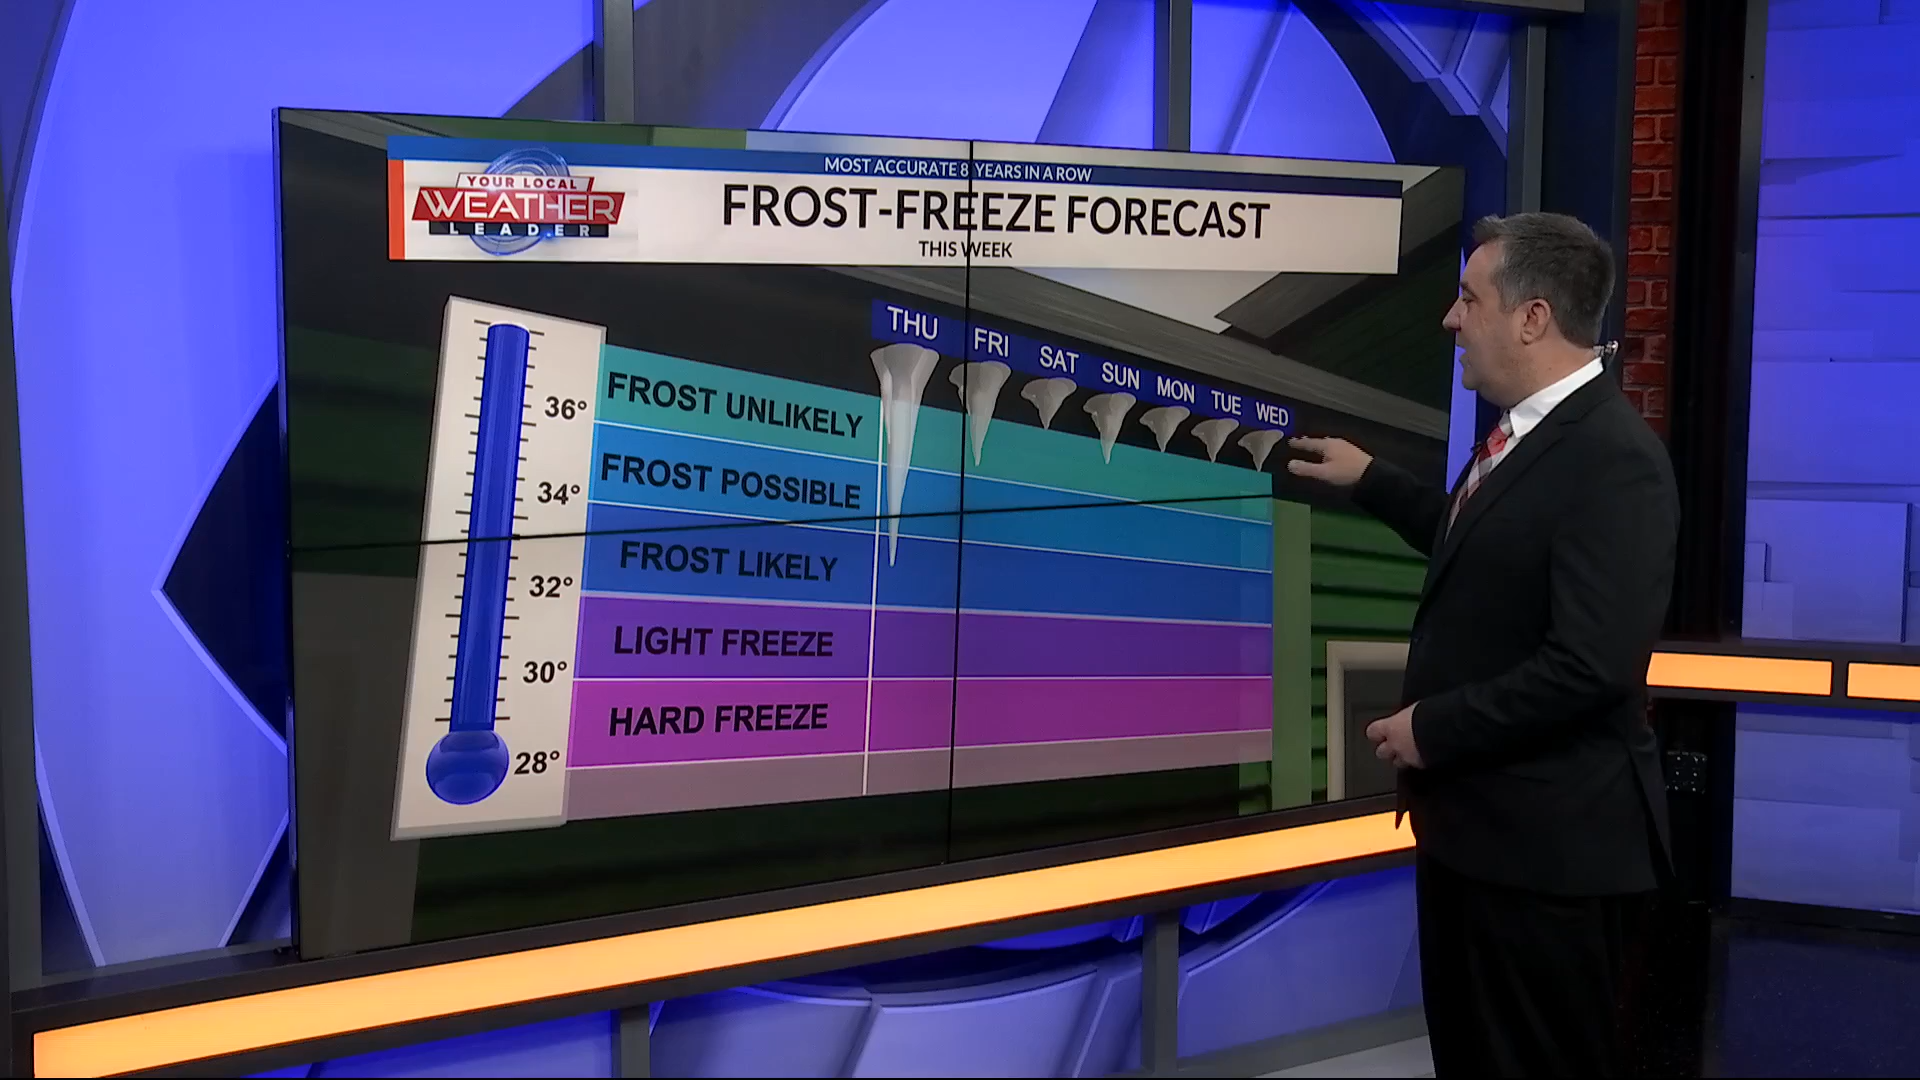 MOST ACCURATE 8 YEARS IN A ROW
YOUR LOCAL
WEATHER
LEADER
FROST-FREEZE FORECAST
THIS WEEK
THU FRI SAT SUN MON TUE WED
36° FROST UNLIKELY
FROST POSSIBLE
34°
FROST LIKELY
32°
LIGHT FREEZE
30°
HARD FREEZE
28°